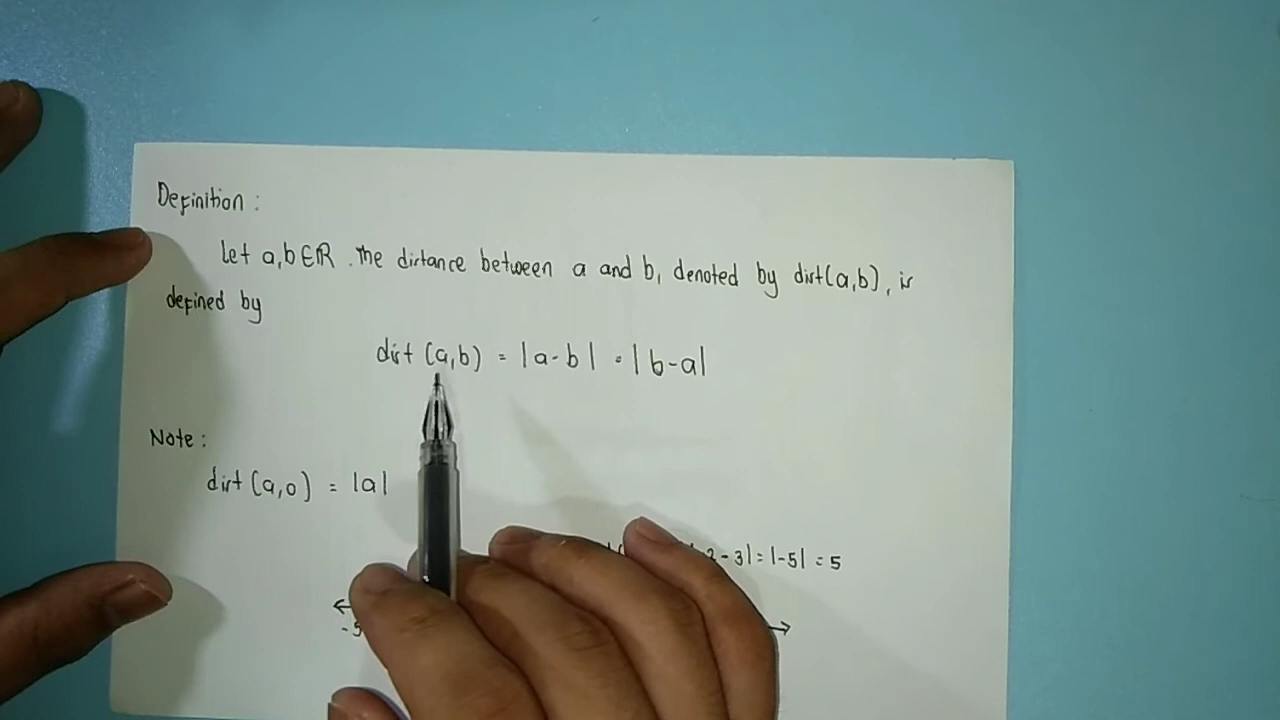 Definition :
Let a,b∈ℝ. The distance between a and b, denoted by dist(a,b), is
defined by
dist (a,b) = |a-b| = |b-a|
Note :
dist (a,0) = |a|
2 - 3| = |-5| = 5
-5